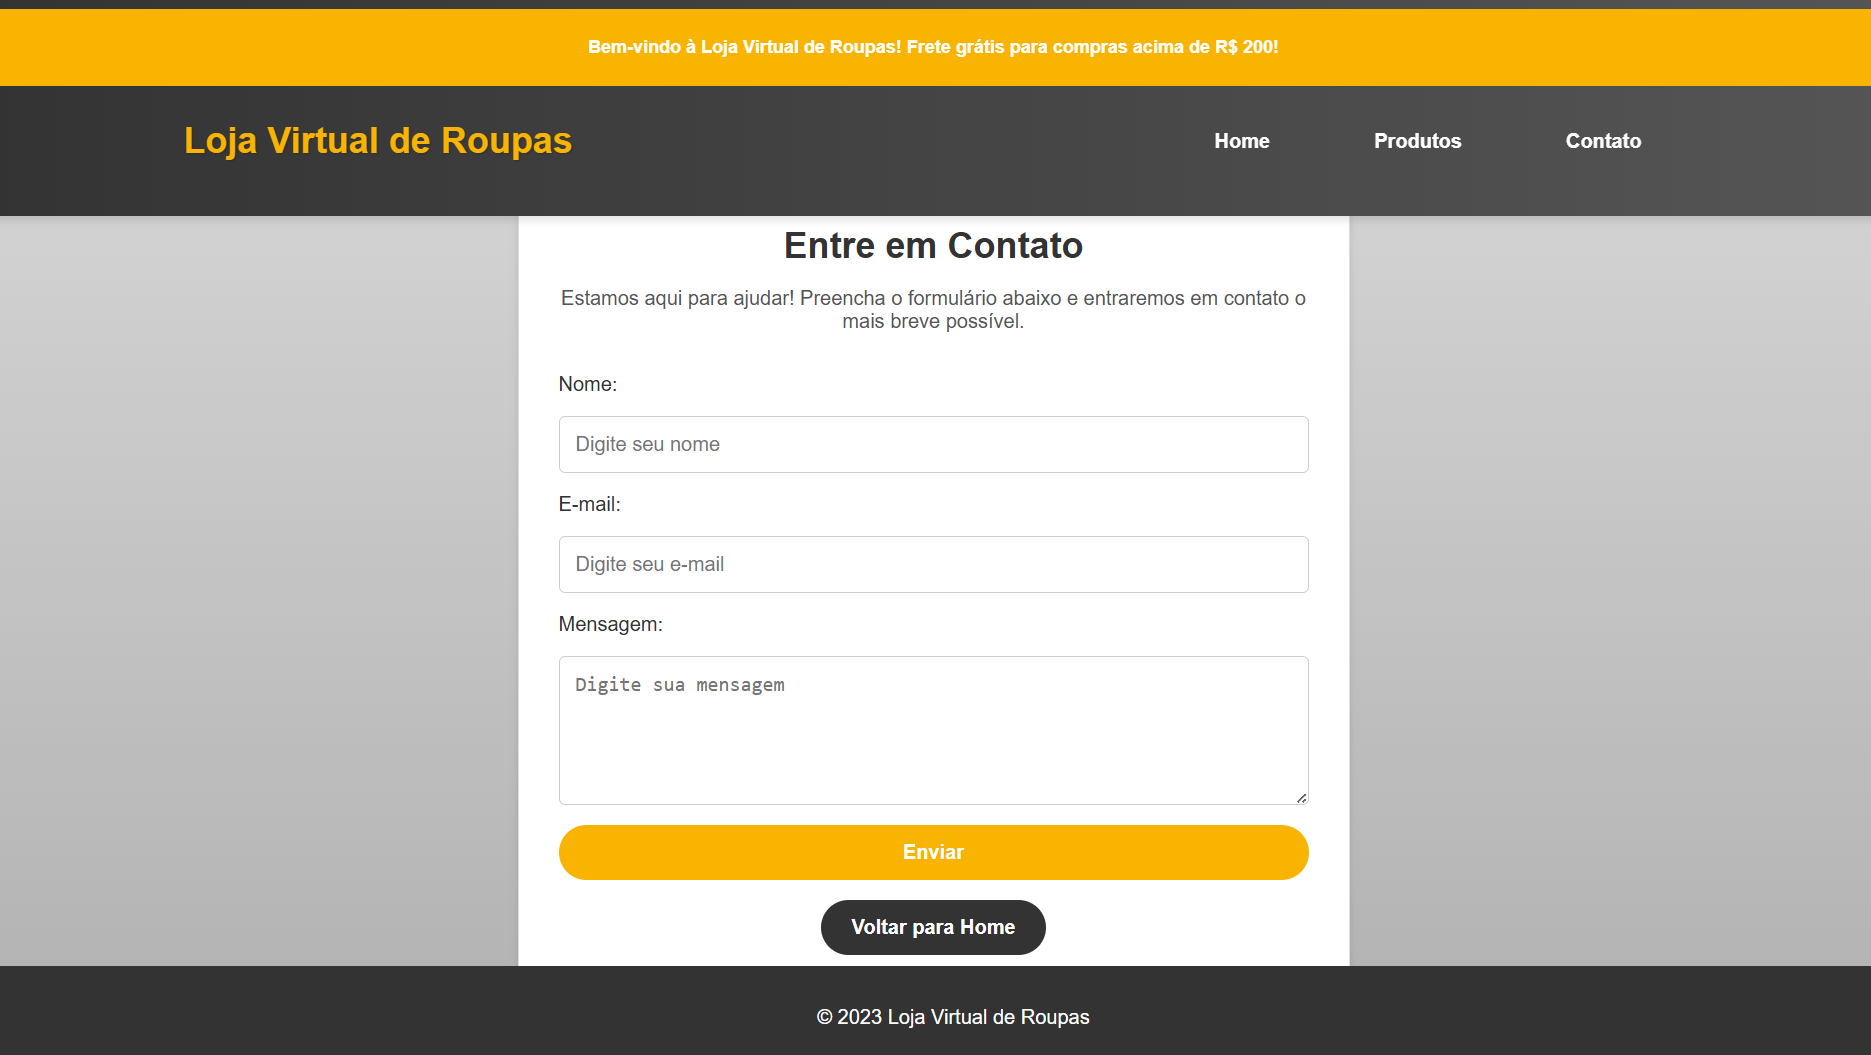 Bem-vindo à Loja Virtual de Roupas! Frete grátis para compras acima de R$ 200!
Loja Virtual de Roupas
Home
Produtos
Contato
Entre em Contato
Estamos aqui para ajudar! Preencha o formulário abaixo e entraremos em contato o
mais breve possível.
Nome:
Digite seu nome
E-mail:
Digite seu e-mail
Mensagem:
Digite sua mensagem
Enviar
Voltar para Home
© 2023 Loja Virtual de Roupas